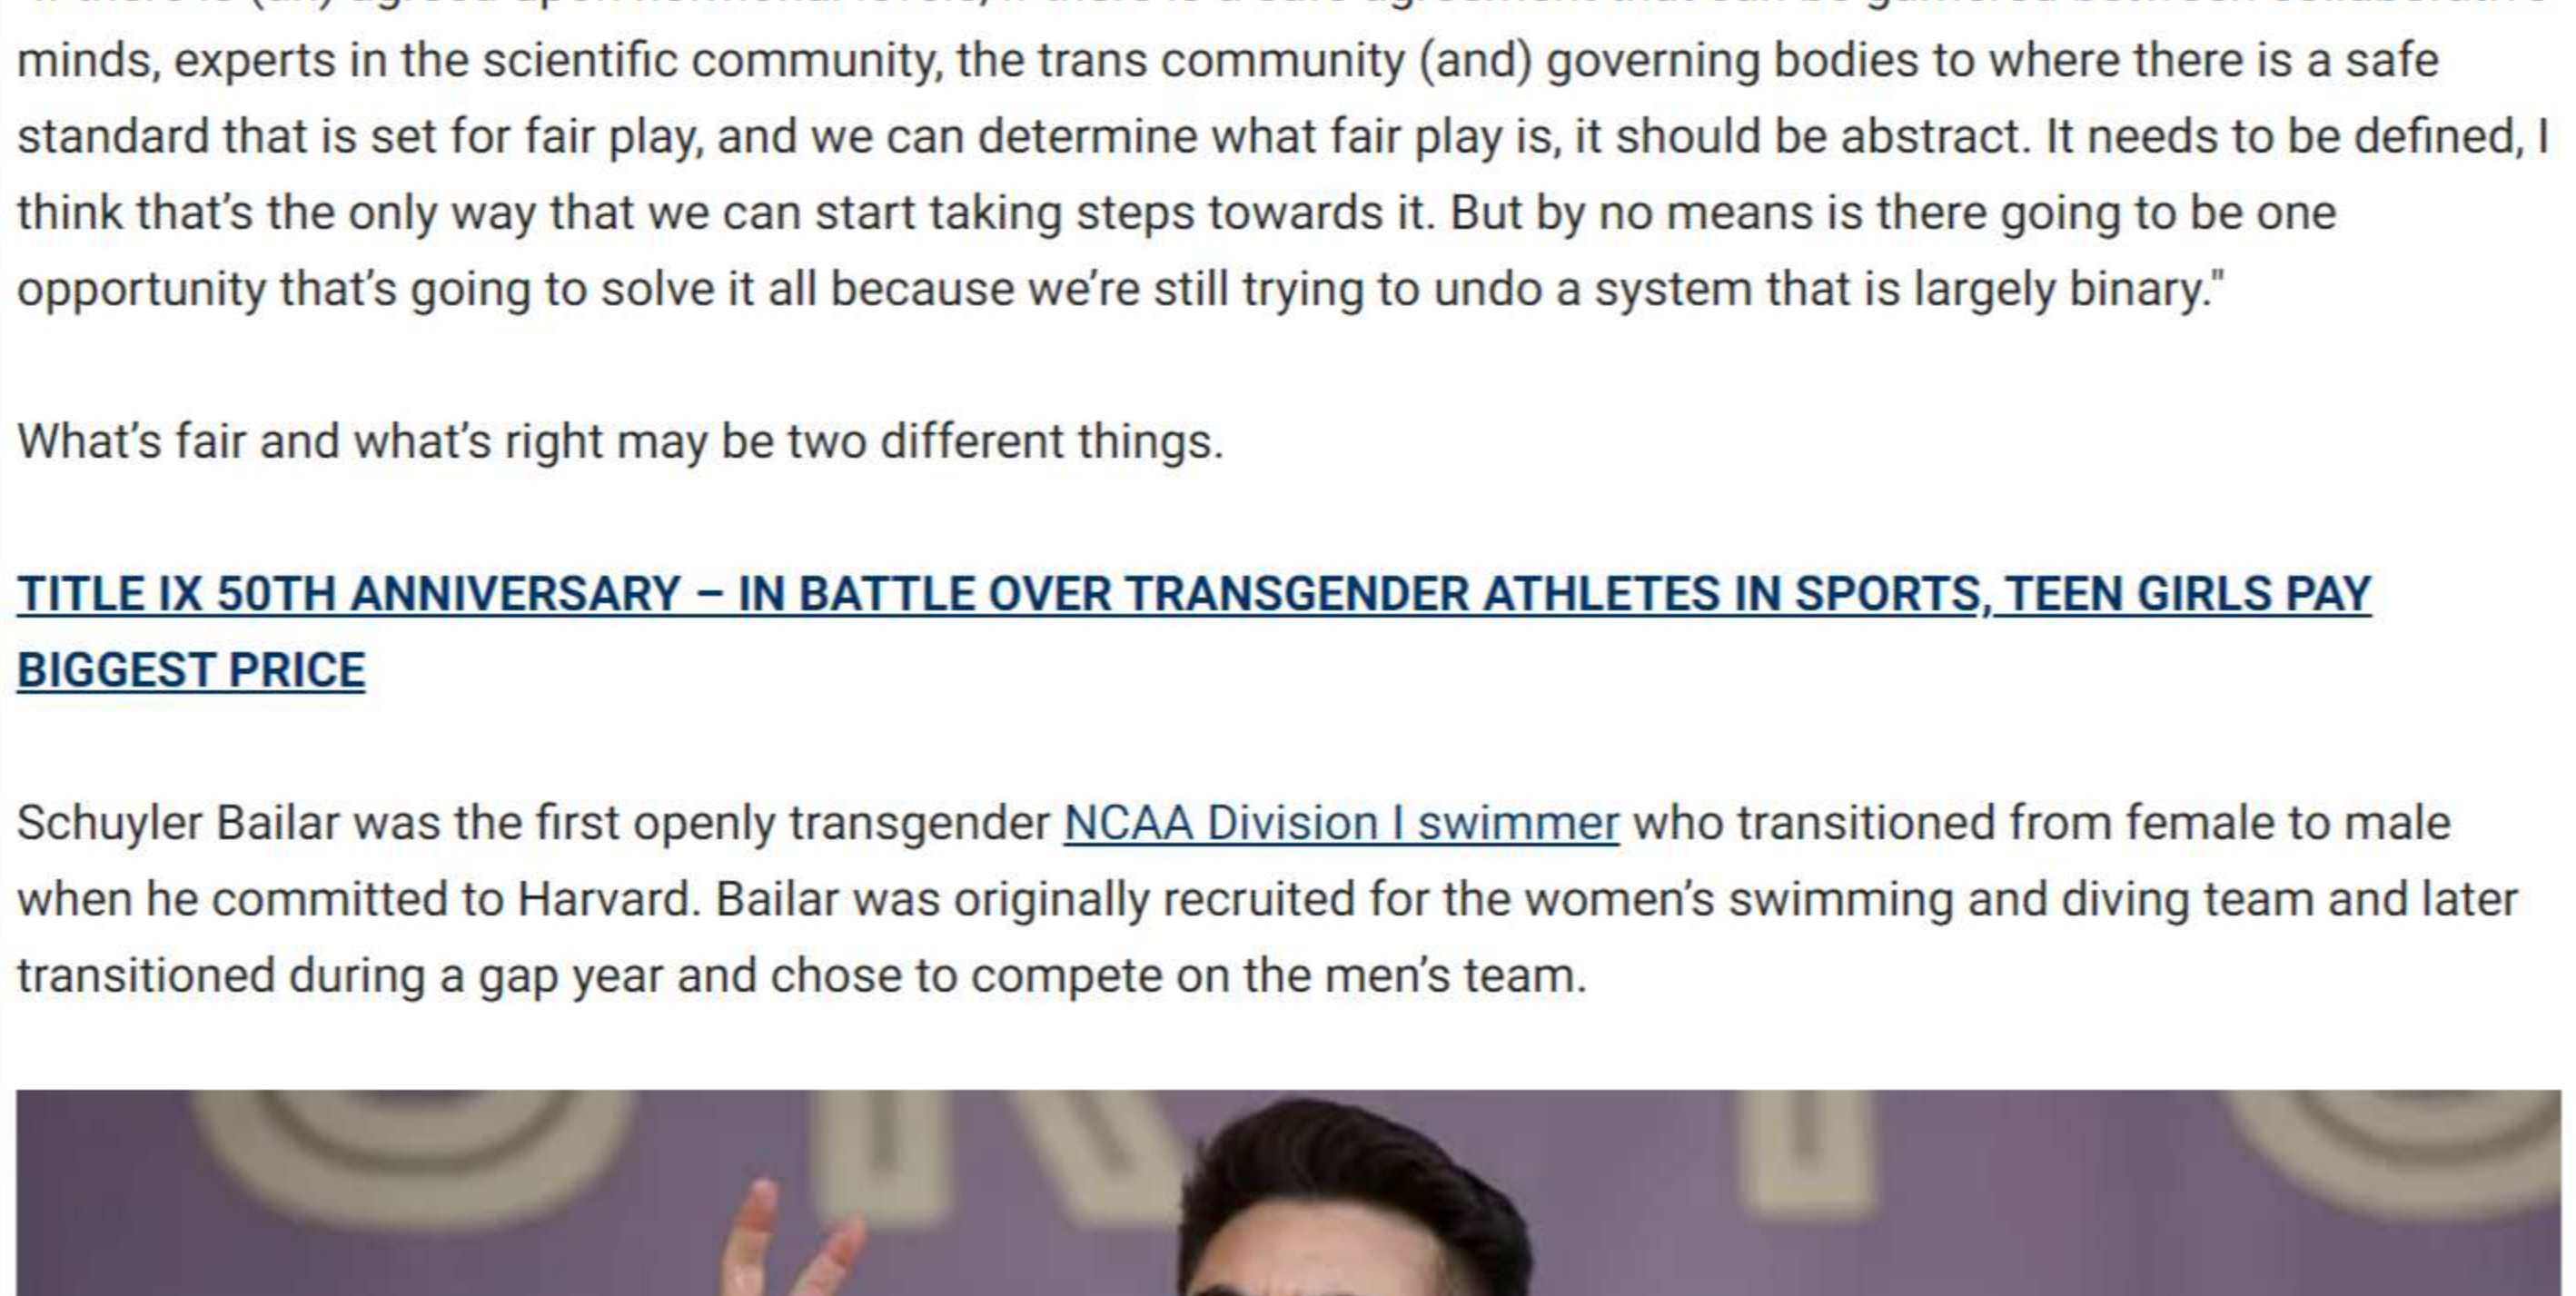 minds, experts in the scientific community, the trans community (and) governing bodies to where there is a safe
standard that is set for fair play, and we can determine what fair play is, it should be abstract. It needs to be defined, I
think that’s the only way that we can start taking steps towards it. But by no means is there going to be one
opportunity that’s going to solve it all because we’re still trying to undo a system that is largely binary."
What’s fair and what’s right may be two different things.
TITLE IX 50TH ANNIVERSARY – IN BATTLE OVER TRANSGENDER ATHLETES IN SPORTS, TEEN GIRLS PAY
BIGGEST PRICE
Schuyler Bailar was the first openly transgender NCAA Division I swimmer who transitioned from female to male
when he committed to Harvard. Bailar was originally recruited for the women’s swimming and diving team and later
transitioned during a gap year and chose to compete on the men’s team.